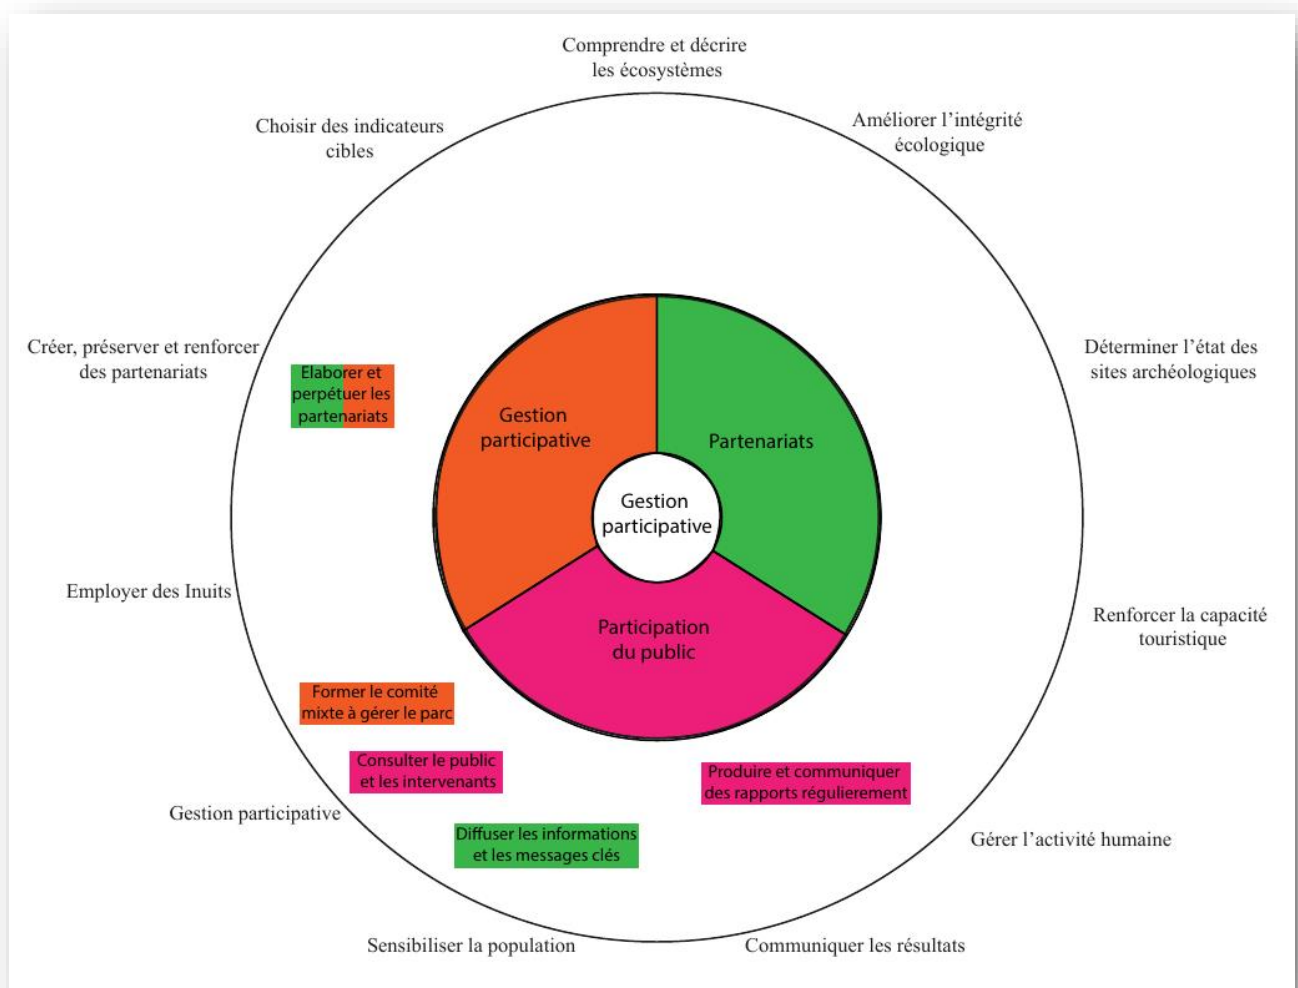 Comprendre et décrire
les écosystèmes
Choisir des indicateurs
cibles
Améliorer l’intégrité
écologique
Créer, préserver et renforcer
des partenariats
Déterminer l’état des
sites archéologiques
Elaborer et
perpétuer les
partenariats
Gestion
participative
Partenariats
Gestion
participative
Employer des Inuits
Renforcer la capacité
touristique
Participation
du public
Former le comité
mixte à gérer le parc
Consulter le public
et les intervenants
Produire et communiquer
des rapports régulierement
Gestion participative
Diffuser les informations
et les messages clés
Gérer l’activité humaine
Sensibiliser la population
Communiquer les résultats